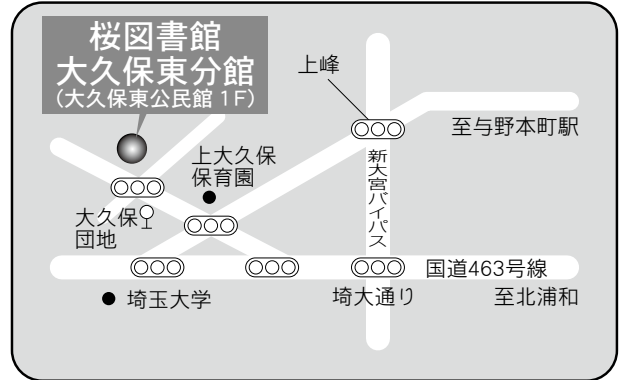 桜図書館
大久保東分館
(大久保東公民館 1F)
上峰
至与野本町駅
上大久保
保育園
新大宮バイパス
大久保
団地
国道463号線
埼玉大学
埼大通り
至北浦和